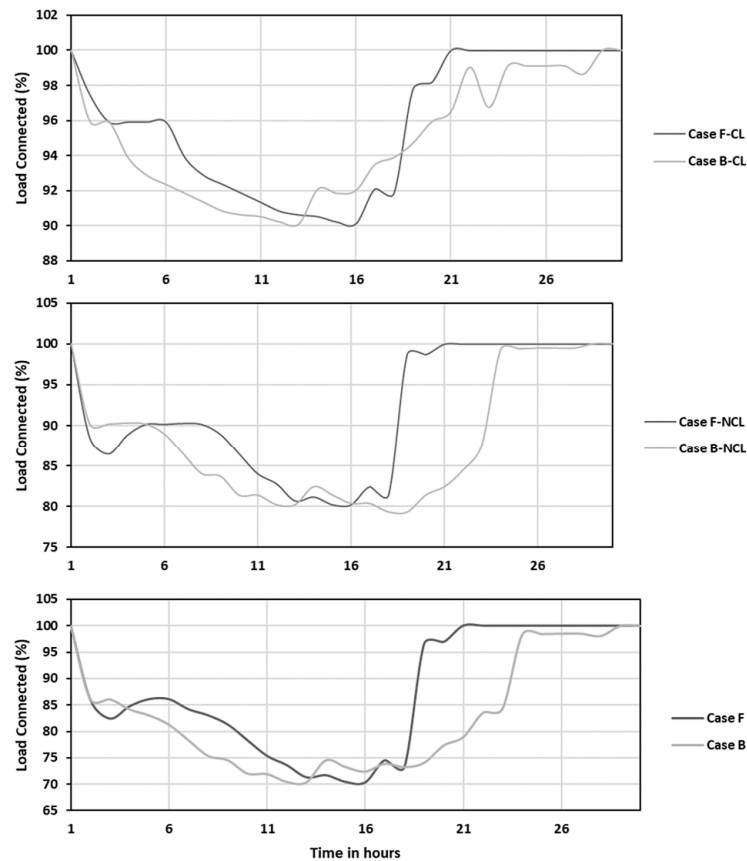 Load Connected (%)
102
100
98
96
94
92
90
88
1 6 11 16 21 26
Case F-CL
Case B-CL
Load Connected (%)
105
100
95
90
85
80
75
1 6 11 16 21 26
Case F-NCL
Case B-NCL
Load Connected (%)
105
100
95
90
85
80
75
70
65
1 6 11 16 21 26
Time in hours
Case F
Case B